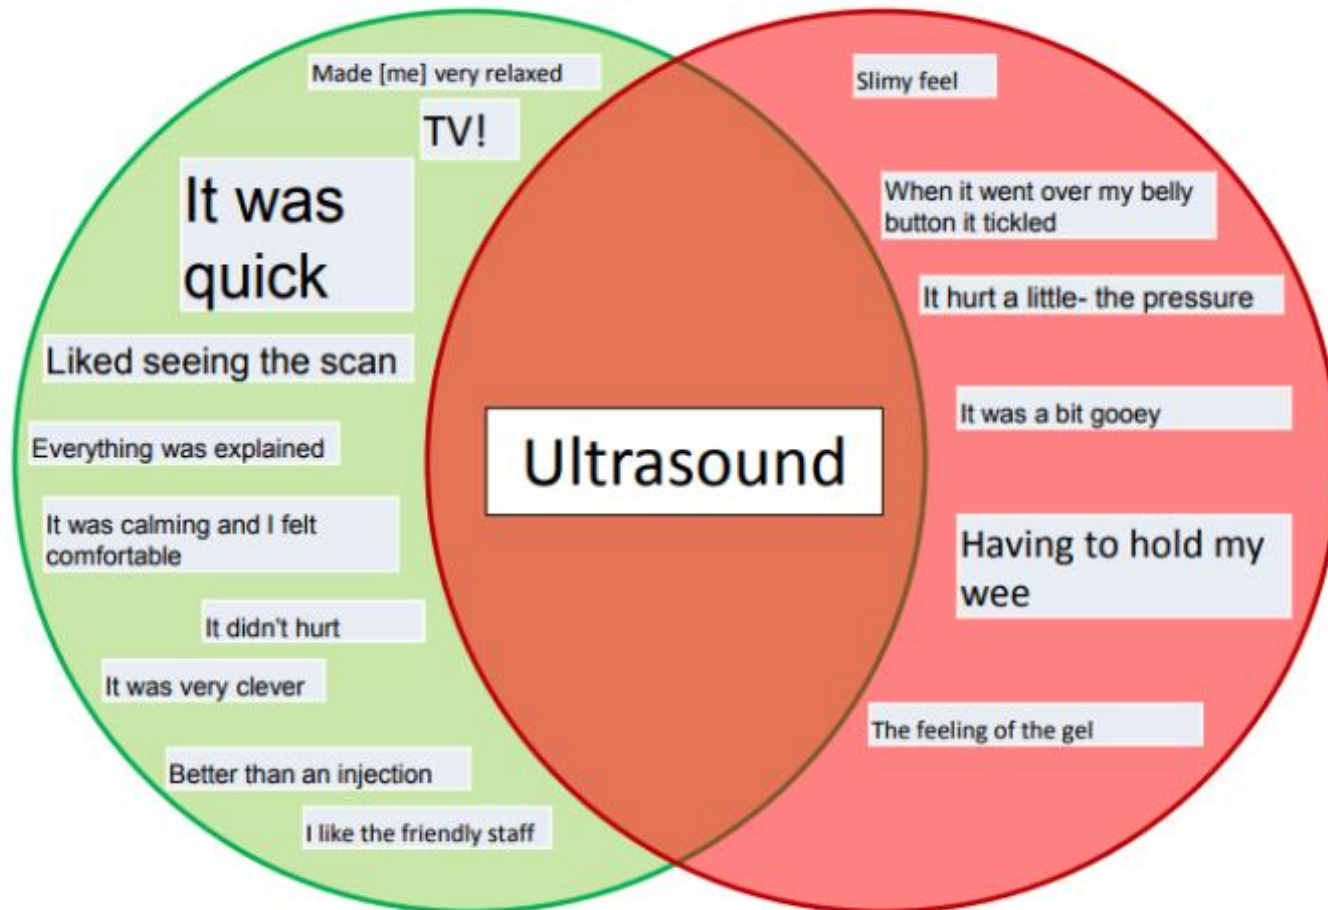 Made [me] very relaxed
TV!
It was
quick
Liked seeing the scan
Everything was explained
It was calming and I felt
comfortable
It didn't hurt
It was very clever
Better than an injection
I like the friendly staff
Ultrasound
Slimy feel
When it went over my belly
button it tickled
It hurt a little- the pressure
It was a bit gooey
Having to hold my
wee
The feeling of the gel